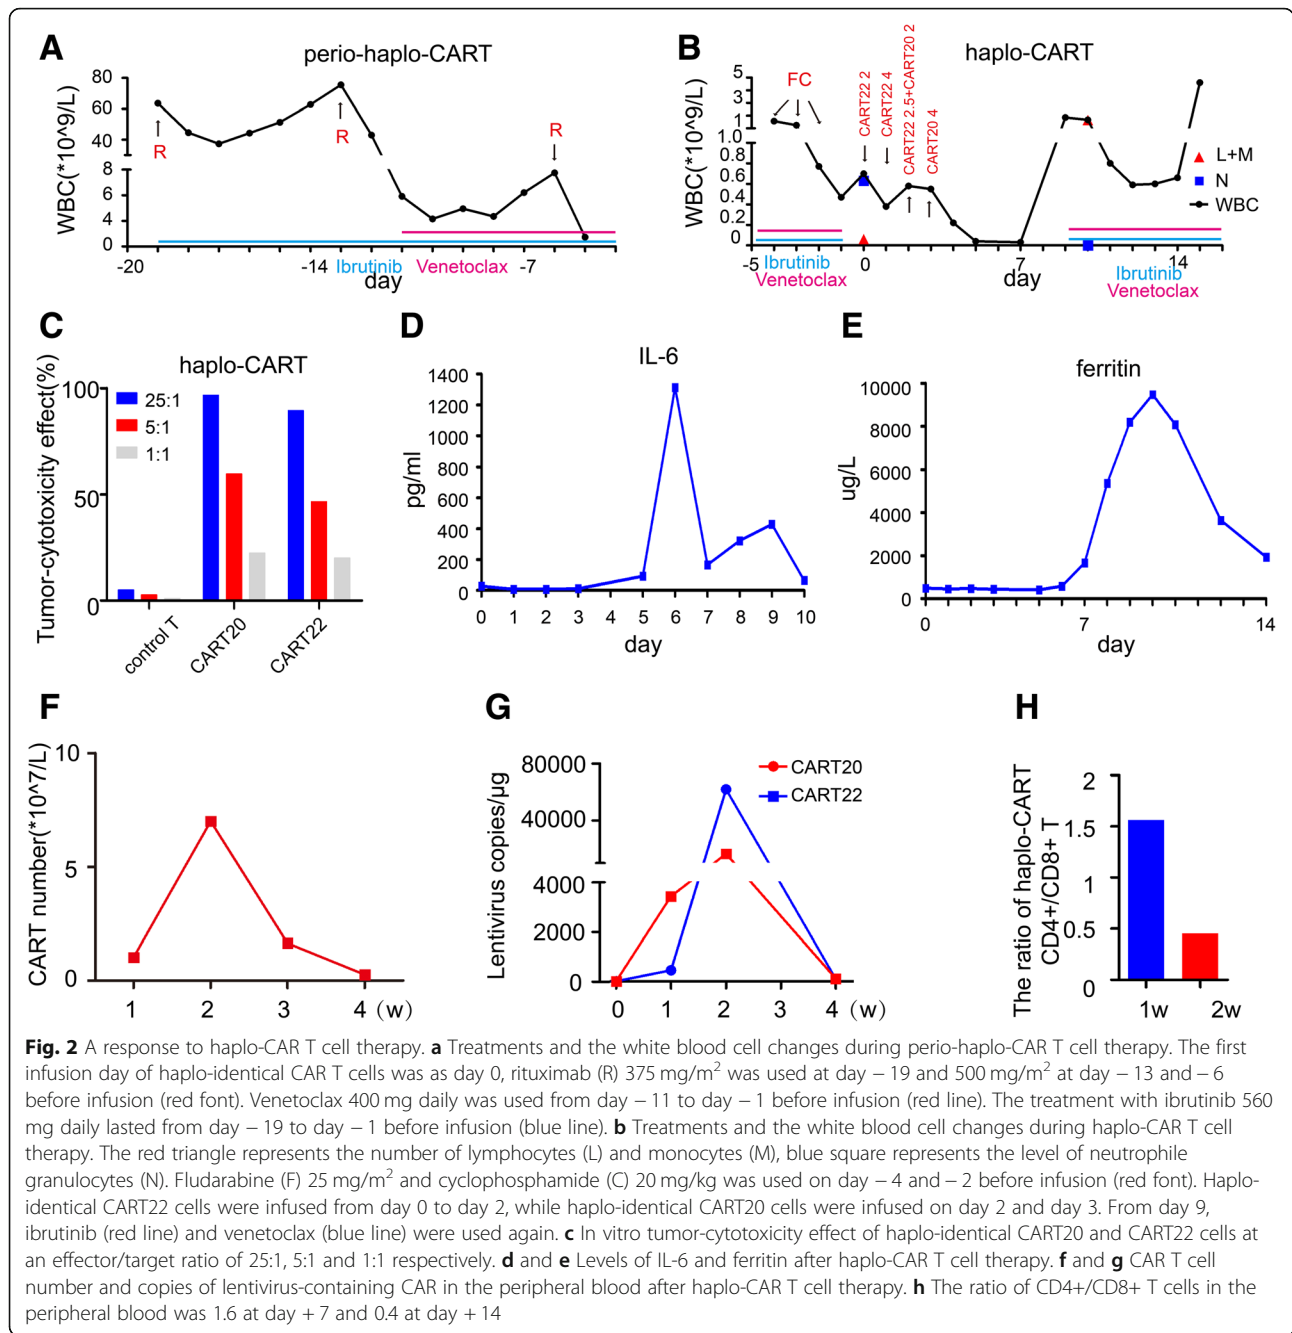 A
perio-haplo-CART
WBC(*10^9/L)
80
60
40
8
6
4
2
0
R
R
R
-20
-14
Ibrutinib
Venetoclax
-7
day
B
haplo-CART
WBC(*10^9/L)
5
4
3
2
1
1.0
0.8
0.6
0.4
0.2
0
FC
CART22 2
CART22 4
CART22 2.5+CART20 2
CART20 4
L+M
N
WBC
-5
Ibrutinib
Venetoclax
0
7
day
14
Ibrutinib
Venetoclax
C
haplo-CART
Tumor-cytotoxicity effect(%)
100
50
0
25:1
5:1
1:1
control T
CART20
CART22
D
IL-6
pg/ml
1400
1200
1000
800
600
400
200
0
0 1 2 3 4 5 6 7 8 9 10
day
E
ferritin
ug/L
10000
8000
6000
4000
2000
0
0 7 14
day
F
CART number(*10^7/L)
10
5
0
1 2 3 4 (w)
G
Lentivirus copies/µg
80000
40000
4000
2000
0
CART20
CART22
0 1 2 3 4 (w)
H
The ratio of haplo-CART
CD4+/CD8+ T
2
1.5
1
0.5
0
1w 2w
Fig. 2 A response to haplo-CAR T cell therapy. a Treatments and the white blood cell changes during perio-haplo-CAR T cell therapy. The first
infusion day of haplo-identical CAR T cells was as day 0, rituximab (R) 375 mg/m² was used at day − 19 and 500 mg/m² at day − 13 and − 6
before infusion (red font). Venetoclax 400 mg daily was used from day − 11 to day − 1 before infusion (red line). The treatment with ibrutinib 560
mg daily lasted from day − 19 to day − 1 before infusion (blue line). b Treatments and the white blood cell changes during haplo-CAR T cell
therapy. The red triangle represents the number of lymphocytes (L) and monocytes (M), blue square represents the level of neutrophile
granulocytes (N). Fludarabine (F) 25 mg/m² and cyclophosphamide (C) 20 mg/kg was used on day − 4 and − 2 before infusion (red font). Haplo-
identical CART22 cells were infused from day 0 to day 2, while haplo-identical CART20 cells were infused on day 2 and day 3. From day 9,
ibrutinib (red line) and venetoclax (blue line) were used again. c In vitro tumor-cytotoxicity effect of haplo-identical CART20 and CART22 cells at
an effector/target ratio of 25:1, 5:1 and 1:1 respectively. d and e Levels of IL-6 and ferritin after haplo-CAR T cell therapy. f and g CAR T cell
number and copies of lentivirus-containing CAR in the peripheral blood after haplo-CAR T cell therapy. h The ratio of CD4+/CD8+ T cells in the
peripheral blood was 1.6 at day + 7 and 0.4 at day + 14